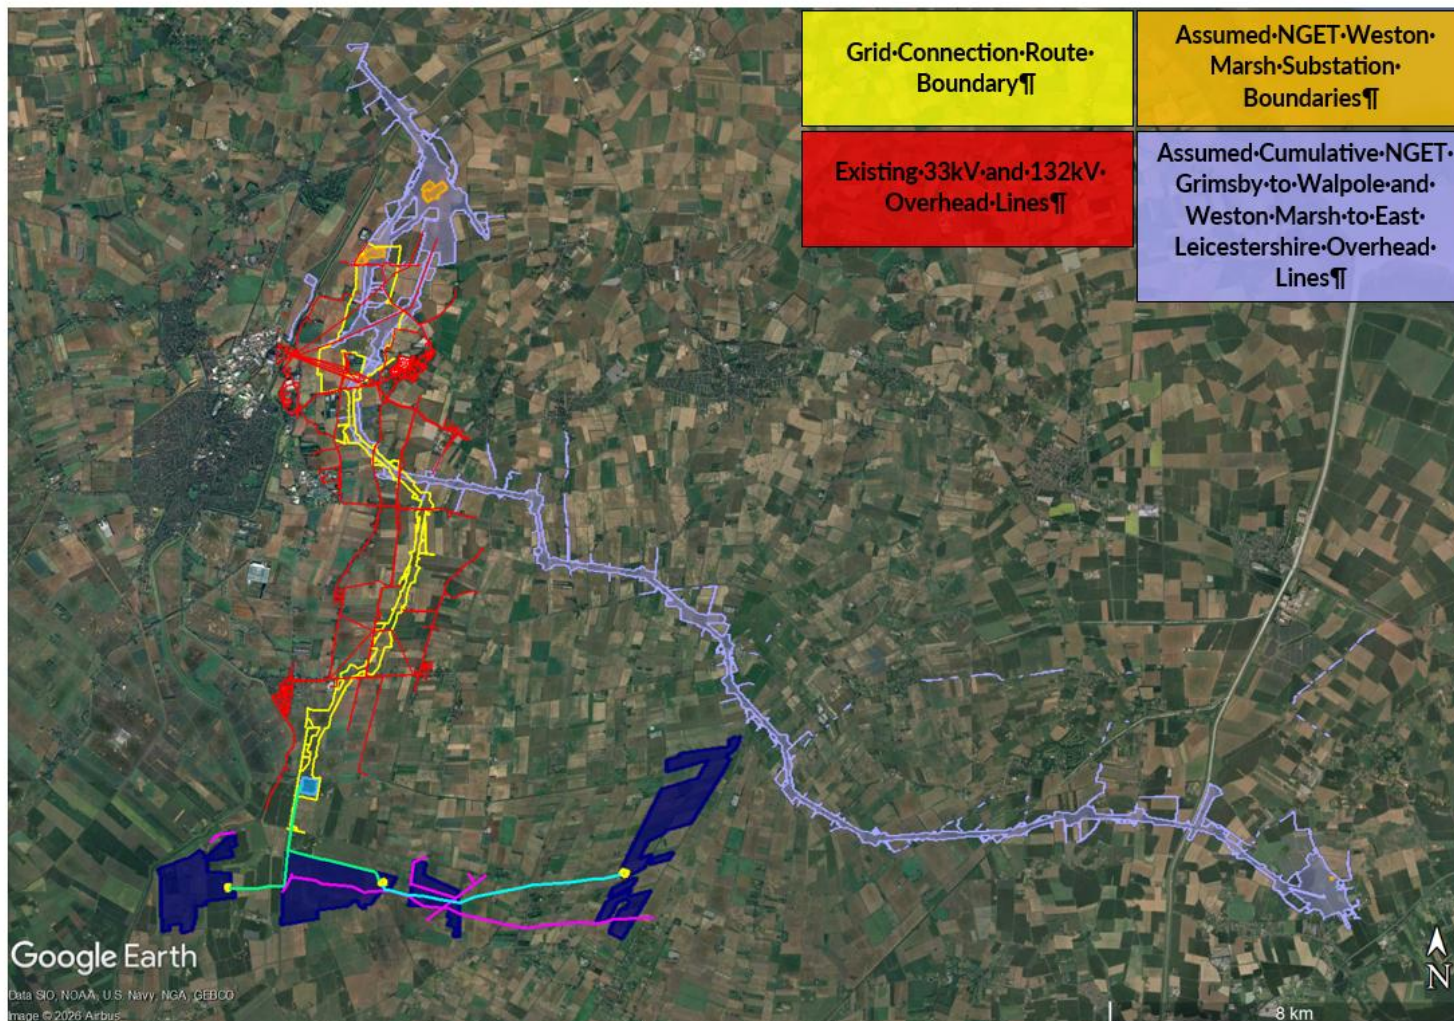 Grid·Connection·Route·
Boundary¶
Assumed·NGET·Weston·
Marsh·Substation·
Boundaries¶
Existing·33kV·and·132kV·
Overhead·Lines¶
Assumed·Cumulative·NGET·
Grimsby·to·Walpole·and·
Weston·Marsh·to·East·
Leicestershire·Overhead·
Lines¶
Google Earth
Data SIO, NOAA, U.S. Navy, NGA, GEBCO
Image © 2026 Airbus
8 km
N